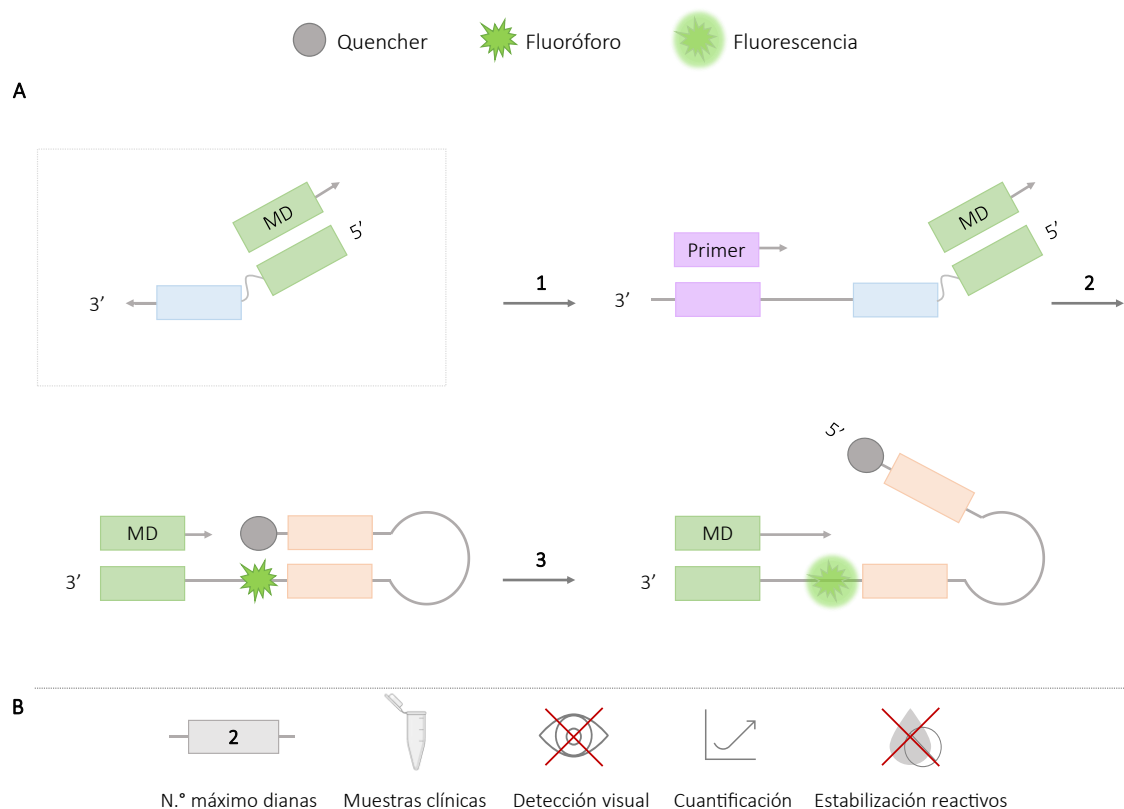 Quencher
Fluoróforo
Fluorescencia
A
MD
5’
3’
1
Primer
3’
MD
5’
2
MD
3’
3
5’
MD
3’
B
2
N.° máximo dianas
Muestras clínicas
Detección visual
Cuantificación
Estabilización reactivos